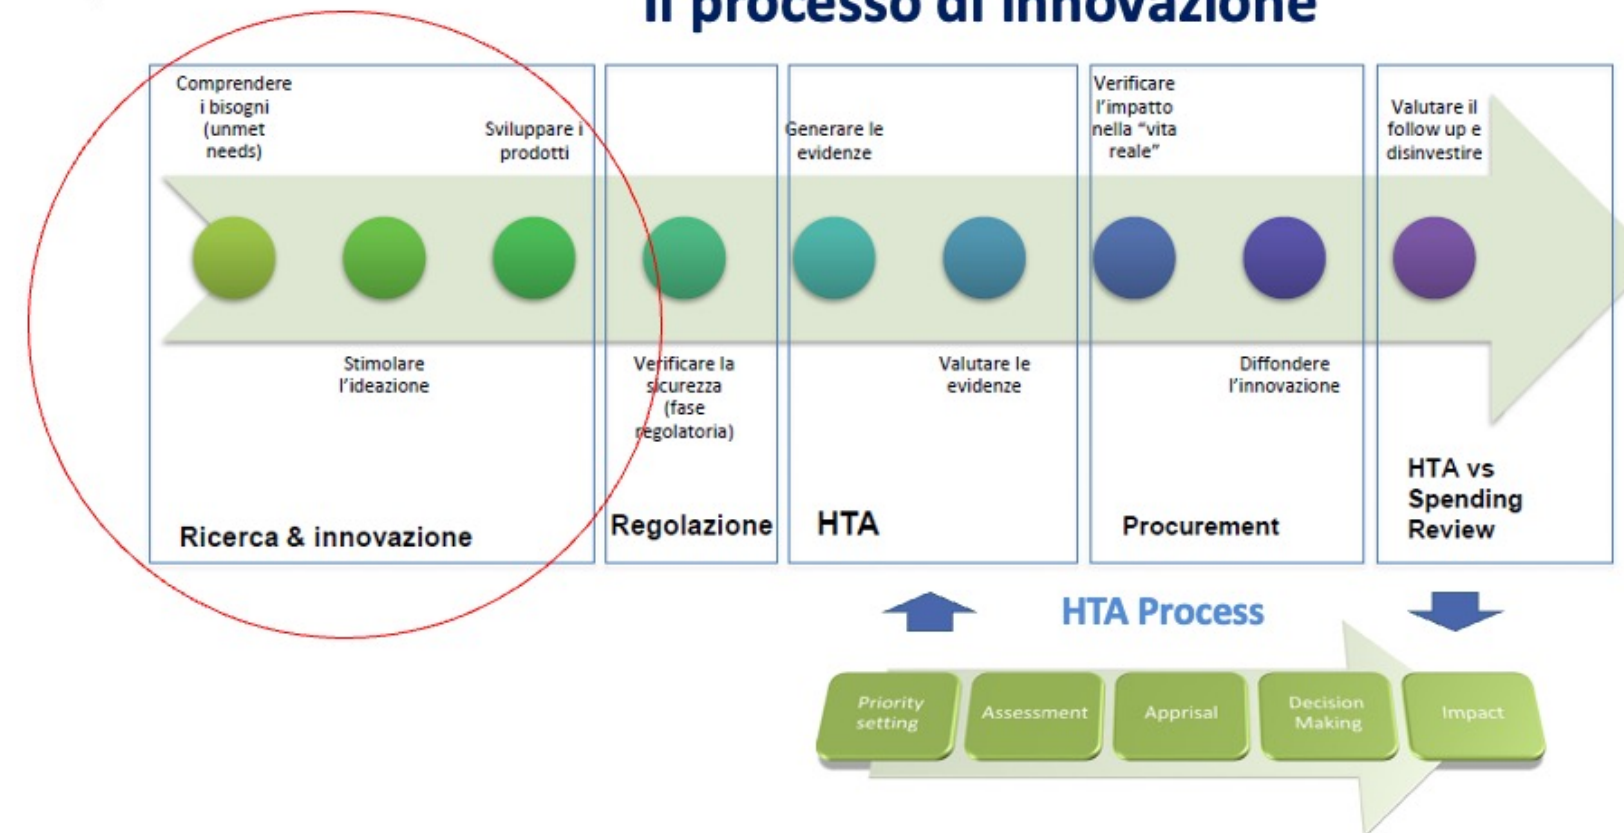 Il processo di innovazione
Comprendere
i bisogni
(unmet
needs)
Sviluppare i
prodotti
Generare le
evidenze
Verificare
l'impatto
nella "vita
reale"
Valutare il
follow up e
disinvestire
Stimolare
l'ideazione
Verificare la
sicurezza
(fase
regolatoria)
Valutare le
evidenze
Diffondere
l'innovazione
Ricerca & innovazione
Regolazione
HTA
Procurement
HTA vs
Spending
Review
HTA Process
Priority
setting
Assessment
Apprisal
Decision
Making
Impact